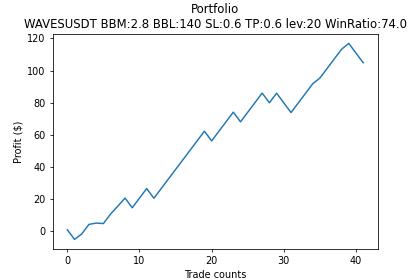 Portfolio
WAVESUSDT BBM:2.8 BBL:140 SL:0.6 TP:0.6 lev:20 WinRatio:74.0
120
100
80
60
40
20
0
Profit ($)
0 10 20 30 40
Trade counts